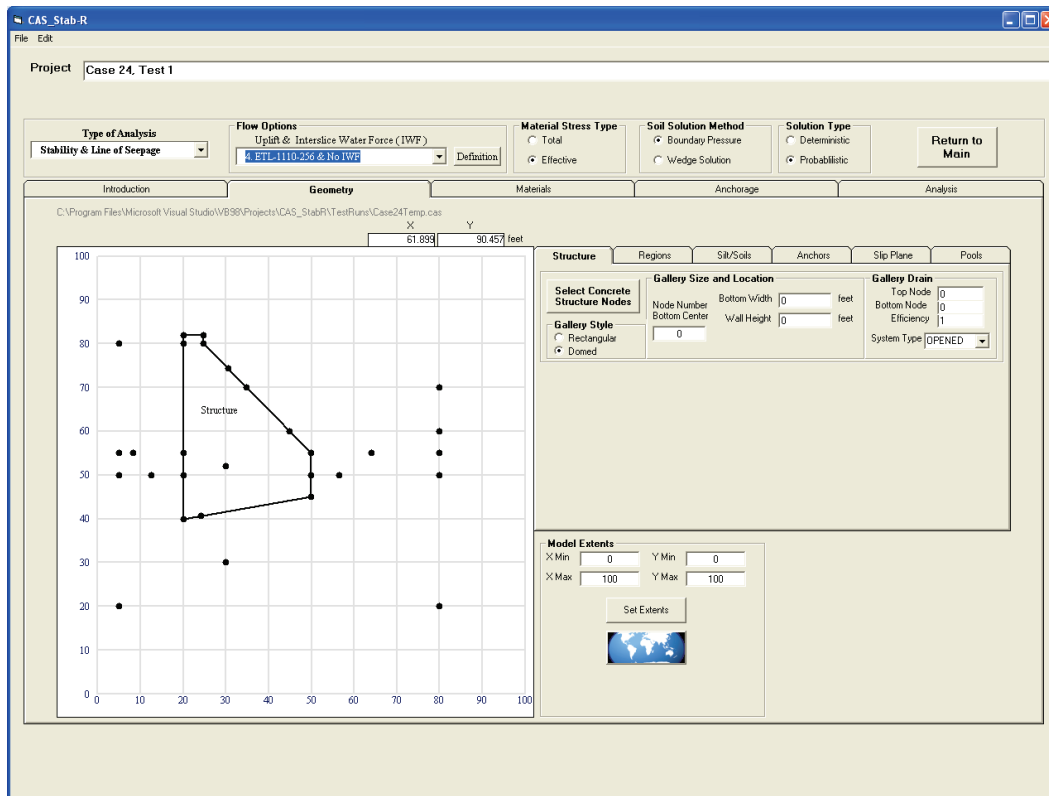 CAS_Stab-R
File Edit
Project Case 24, Test 1
Type of Analysis
Stability & Line of Seepage
Flow Options
Uplift & Interslice Water Force ( IWF )
4. ETL-1110-256 & No IWF
Definition
Material Stress Type
Total
Effective
Soil Solution Method
Boundary Pressure
Wedge Solution
Solution Type
Deterministic
Probabilistic
Return to
Main
Introduction Geometry Materials Anchorage Analysis
C:\Program Files\Microsoft Visual Studio\VB98\Projects\CAS_StabR\TestRuns\Case24Temp.cas
X Y
61.899 90.457 feet
100
90
80
70
60
50
40
30
20
10
0
0 10 20 30 40 50 60 70 80 90 100
Structure
Structure Regions Silt/Soils Anchors Slip Plane Pools
Select Concrete
Structure Nodes
Gallery Style
Rectangular
Domed
Gallery Size and Location
Node Number
Bottom Center
0
Bottom Width 0 feet
Wall Height 0 feet
Gallery Drain
Top Node 0
Bottom Node 0
Efficiency 1
System Type OPENED
Model Extents
X Min 0 Y Min 0
X Max 100 Y Max 100
Set Extents